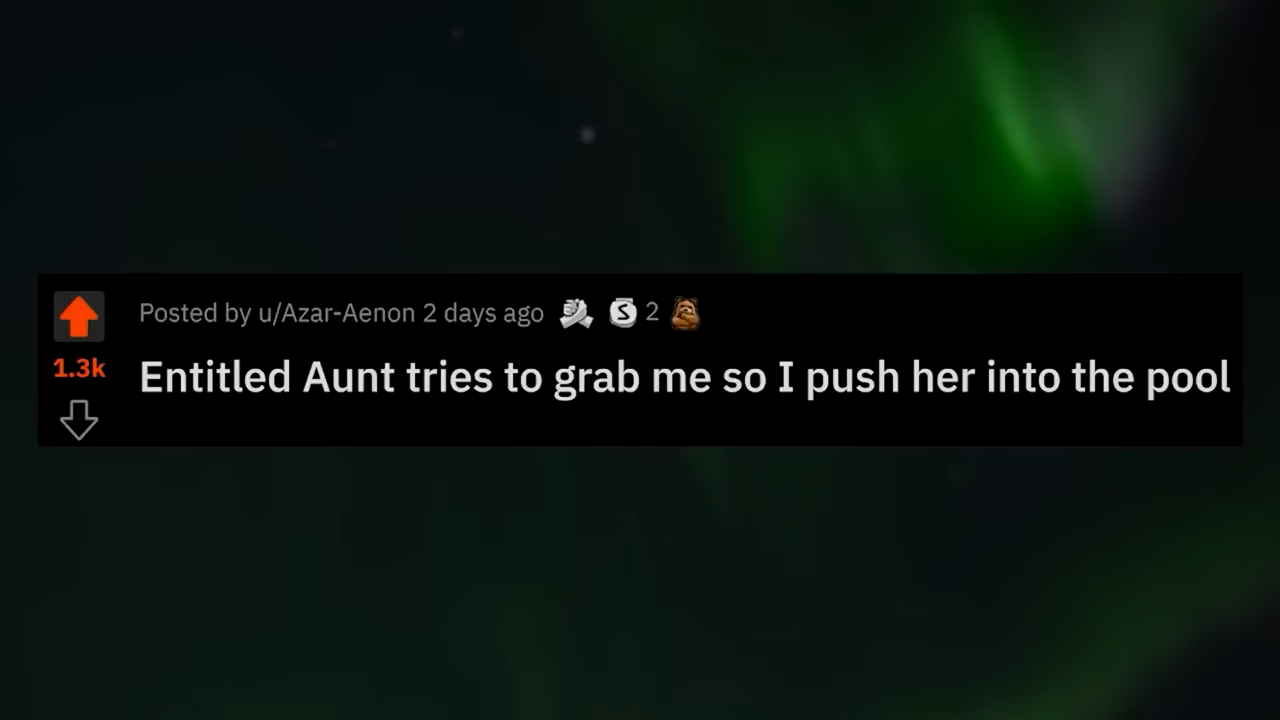 Posted by u/Azar-Aenon 2 days ago S 2
1.3k
Entitled Aunt tries to grab me so I push her into the pool